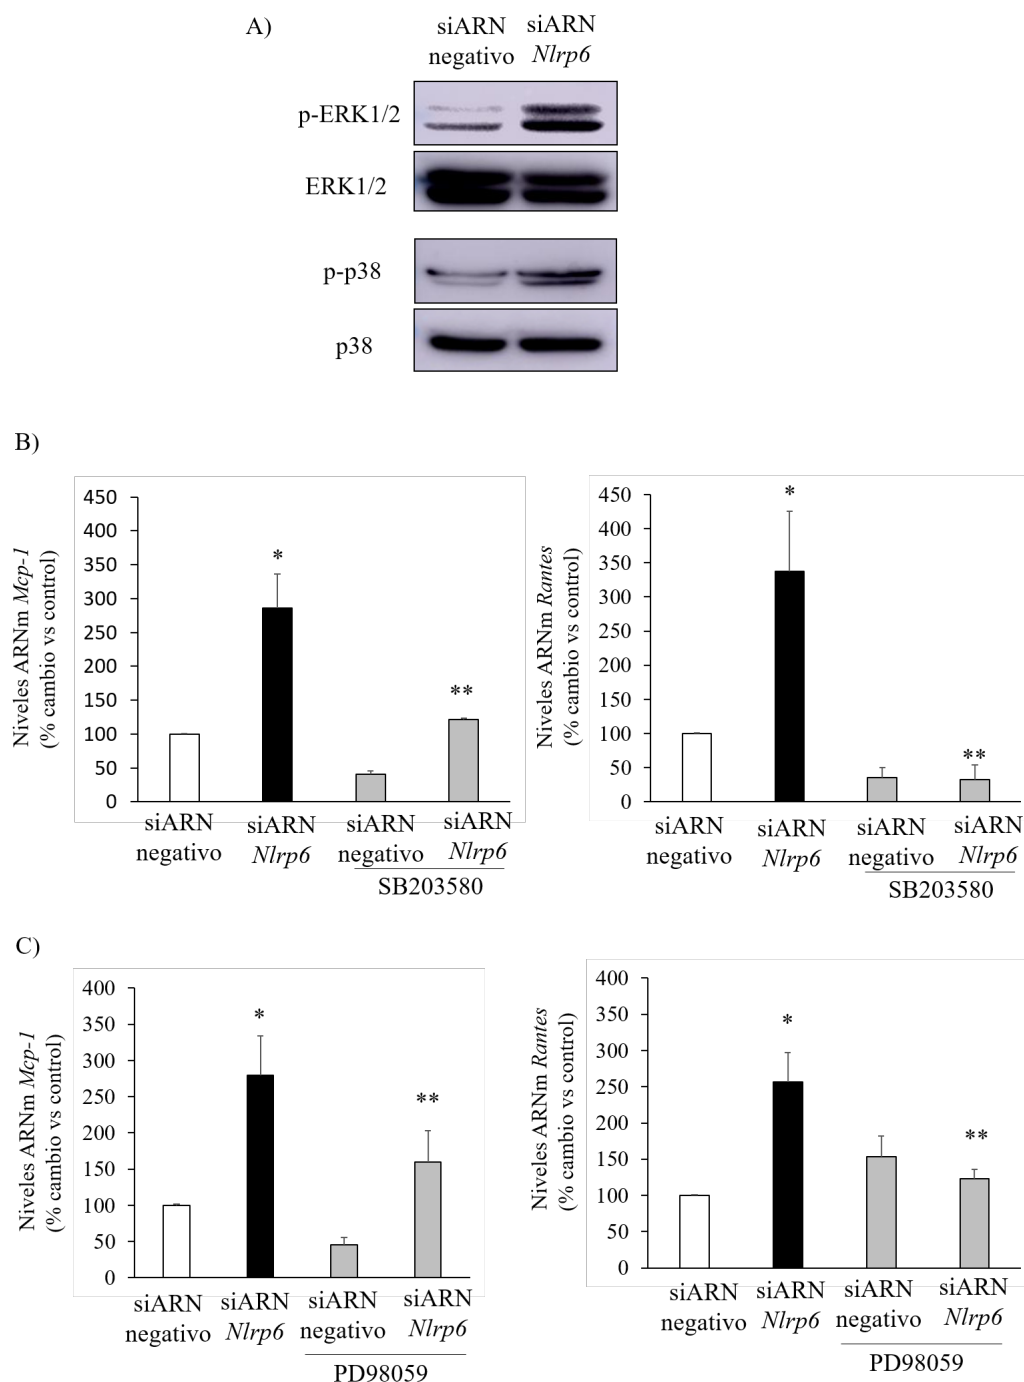 A)
siARN siARN
negativo Nlrp6
p-ERK1/2
ERK1/2
p-p38
p38
B)
Niveles ARNm Mcp-1
(% cambio vs control)
450
400
350
300
250
200
150
100
50
0
*
**
siARN siARN siARN siARN
negativo Nlrp6 negativo Nlrp6
SB203580
Niveles ARNm Rantes
(% cambio vs control)
450
400
350
300
250
200
150
100
50
0
*
**
siARN siARN siARN siARN
negativo Nlrp6 negativo Nlrp6
SB203580
C)
Niveles ARNm Mcp-1
(% cambio vs control)
400
350
300
250
200
150
100
50
0
*
**
siARN siARN siARN siARN
negativo Nlrp6 negativo Nlrp6
PD98059
Niveles ARNm Rantes
(% cambio vs control)
400
350
300
250
200
150
100
50
0
*
**
siARN siARN siARN siARN
negativo Nlrp6 negativo Nlrp6
PD98059